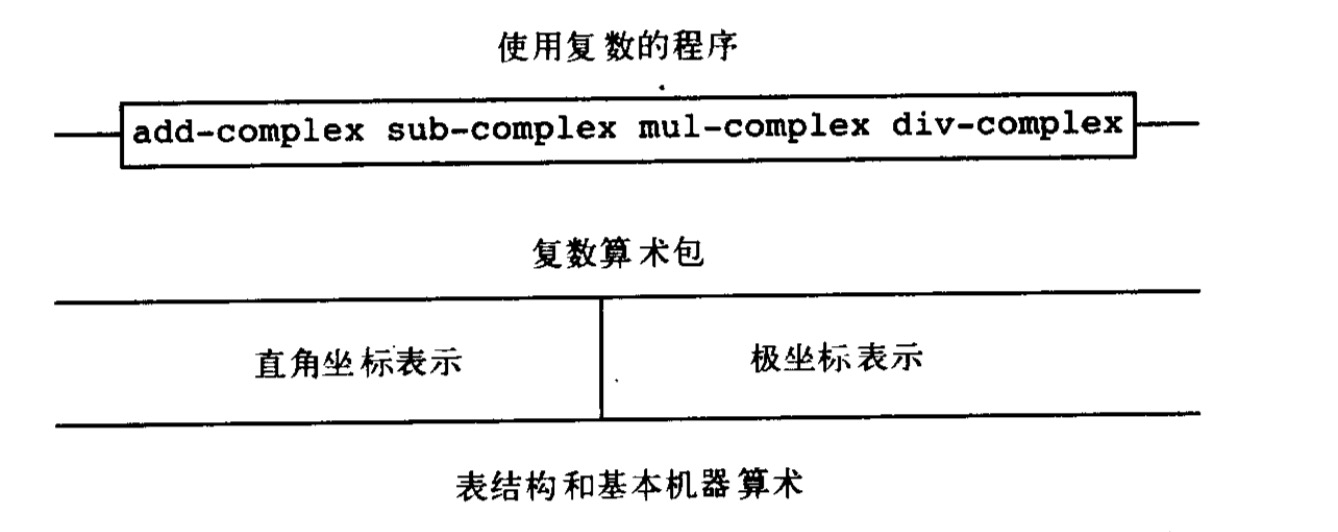 使用复数的程序
add-complex sub-complex mul-complex div-complex
复数算术包
直角坐标表示 极坐标表示
表结构和基本机器算术